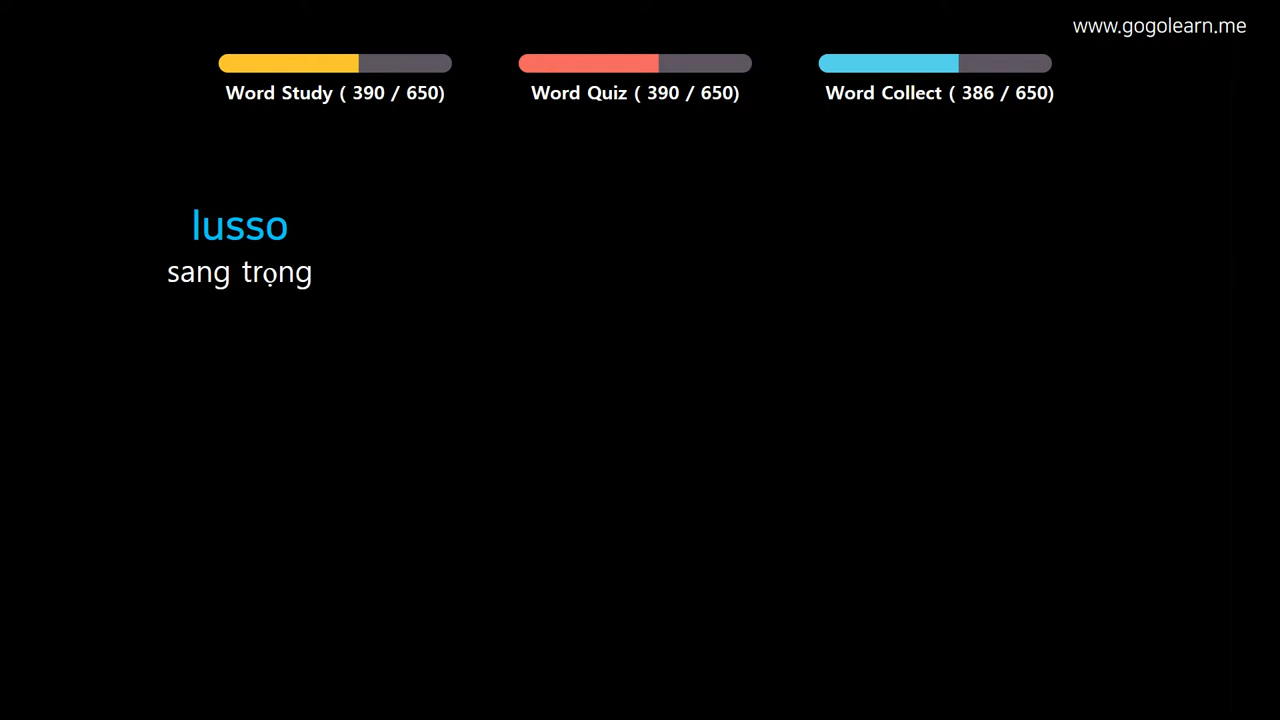 www.gogolearn.me
Word Study ( 390 / 650)
Word Quiz ( 390 / 650)
Word Collect ( 386 / 650)
lusso
sang trọng